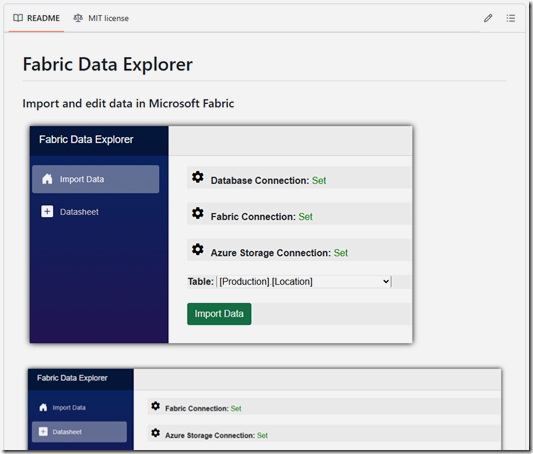 README MIT license
Fabric Data Explorer
Import and edit data in Microsoft Fabric
Fabric Data Explorer
Import Data
Datasheet
Database Connection: Set
Fabric Connection: Set
Azure Storage Connection: Set
Table: [Production].[Location]
Import Data
Fabric Data Explorer
Import Data
Datasheet
Fabric Connection: Set
Azure Storage Connection: Set